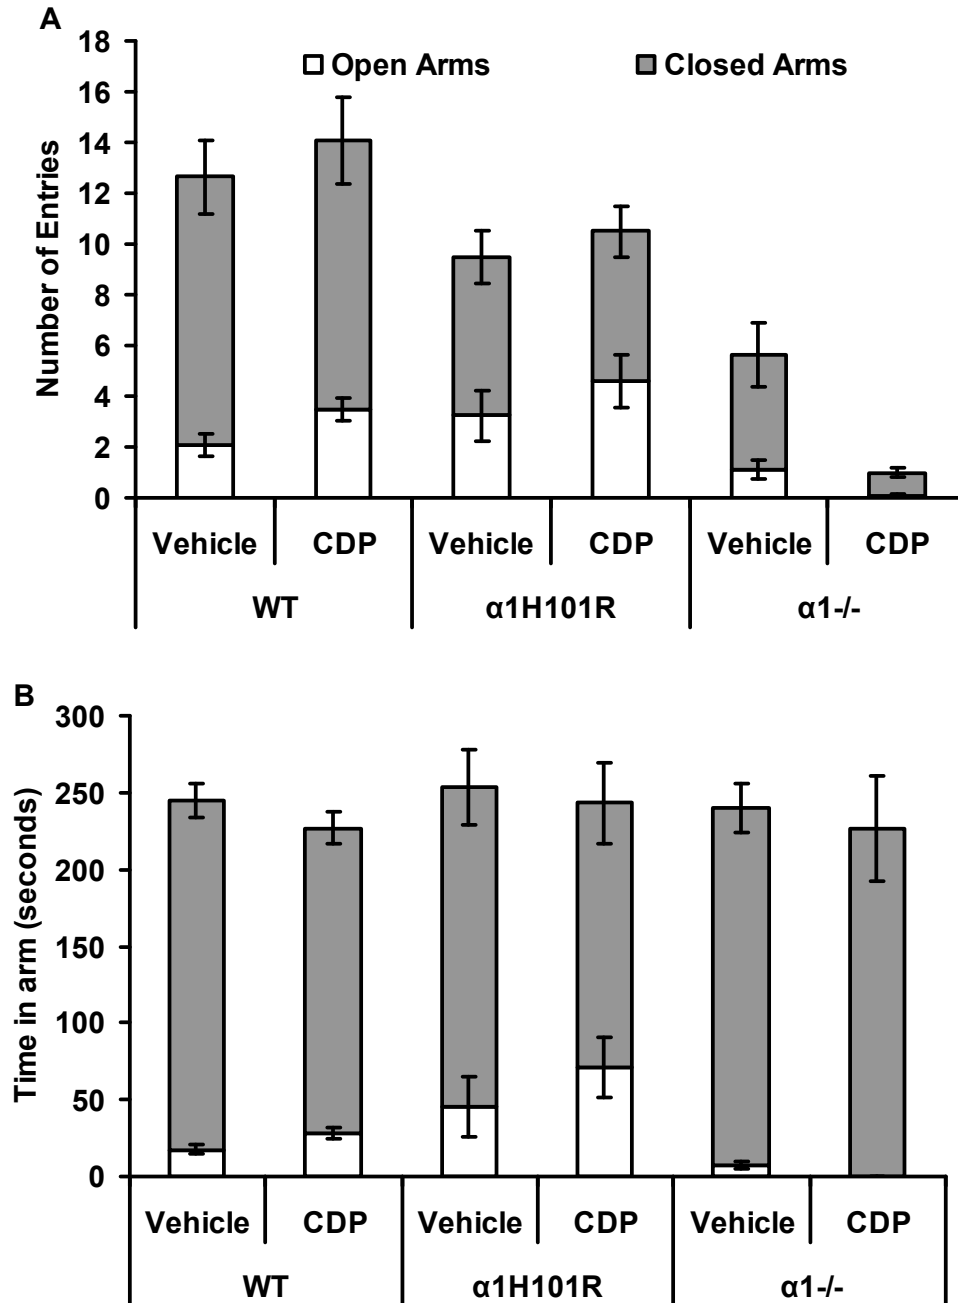 A
18
Open Arms Closed Arms
16
14
12
10
8
6
4
2
0
Number of Entries
Vehicle CDP Vehicle CDP Vehicle CDP
WT α1H101R α1-/-
B
300
250
200
150
100
50
0
Time in arm (seconds)
Vehicle CDP Vehicle CDP Vehicle CDP
WT α1H101R α1-/-